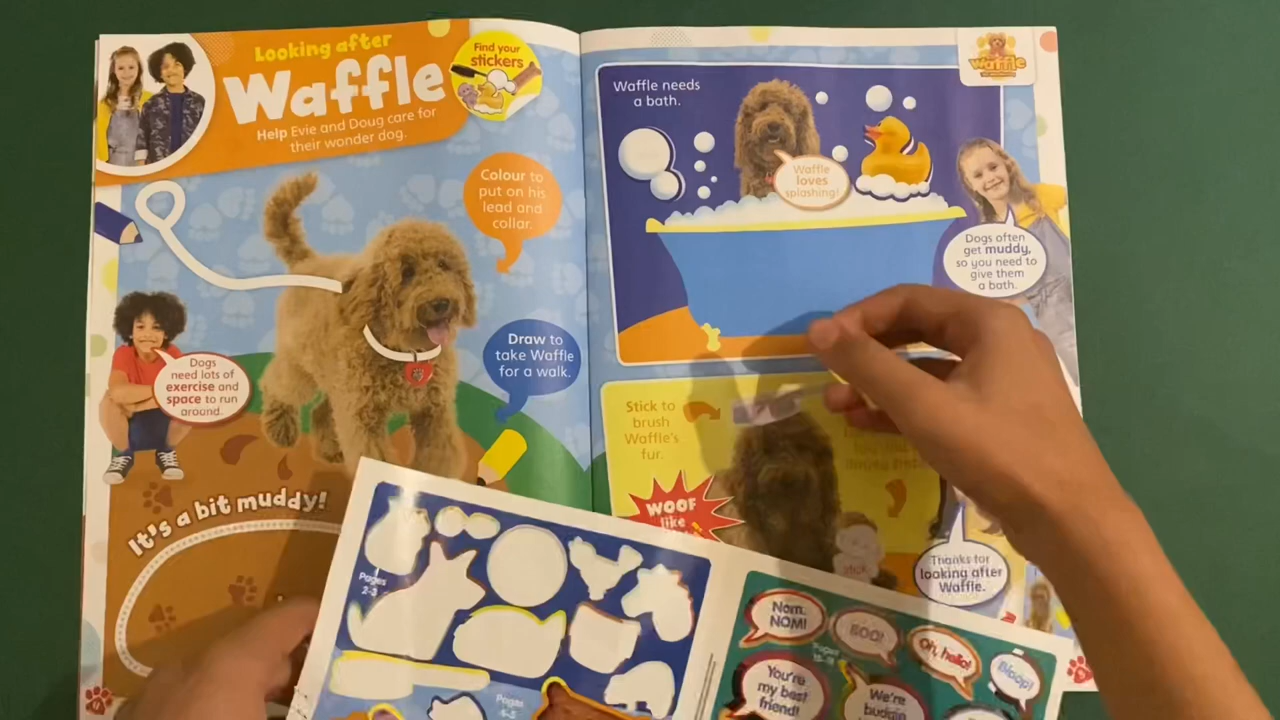 Looking after
Waffle
Help Evie and Doug care for
their wonder dog.
Find your
stickers
Colour to
put on his
lead and
collar.
Draw to
take Waffle
for a walk.
Dogs
need lots of
exercise and
space to run
around.
It's a bit muddy!
Waffle needs
a bath.
Waffle
loves
splashing!
Waffle
Dogs often
get muddy,
so you need to
give them
a bath.
Stick to
brush
Waffle's
fur.
WOOF
like
Stick
Thanks for
looking after
Waffle.
Pages
2-3
Pages
4-5
Nom.
NOM!
BOO!
Oh, hello!
Bloop!
You're
my best
friend!
We're
budgin